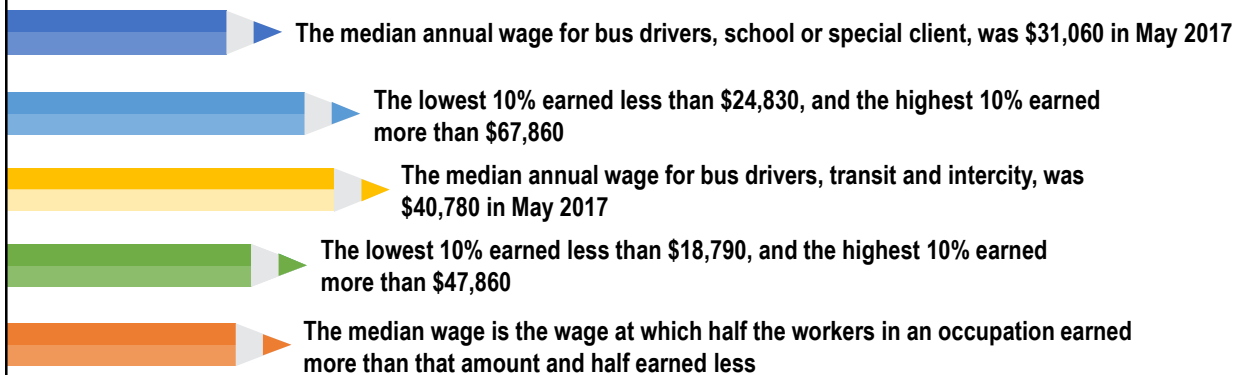 The median annual wage for bus drivers, school or special client, was $31,060 in May 2017
The lowest 10% earned less than $24,830, and the highest 10% earned
more than $67,860
The median annual wage for bus drivers, transit and intercity, was
$40,780 in May 2017
The lowest 10% earned less than $18,790, and the highest 10% earned
more than $47,860
The median wage is the wage at which half the workers in an occupation earned
more than that amount and half earned less